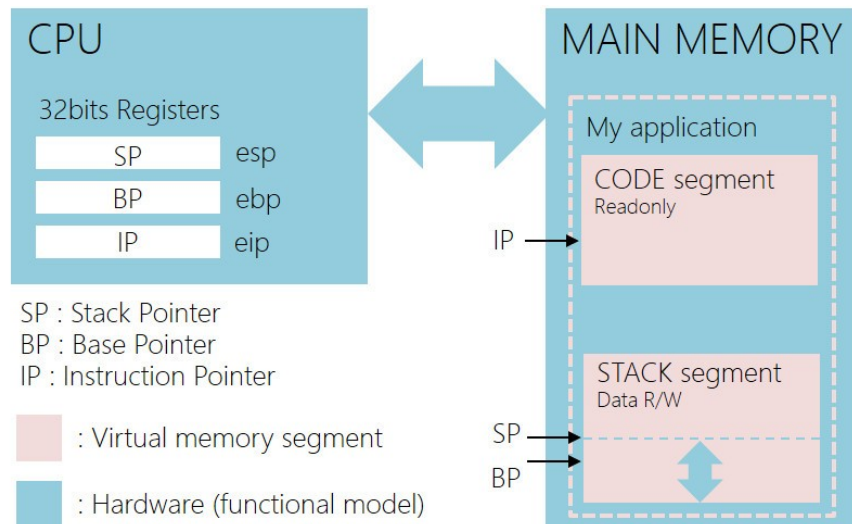 CPU
32bits Registers
SP esp
BP ebp
IP eip
SP : Stack Pointer
BP : Base Pointer
IP : Instruction Pointer
: Virtual memory segment
: Hardware (functional model)
MAIN MEMORY
My application
CODE segment
Readonly
IP
STACK segment
Data R/W
SP
BP